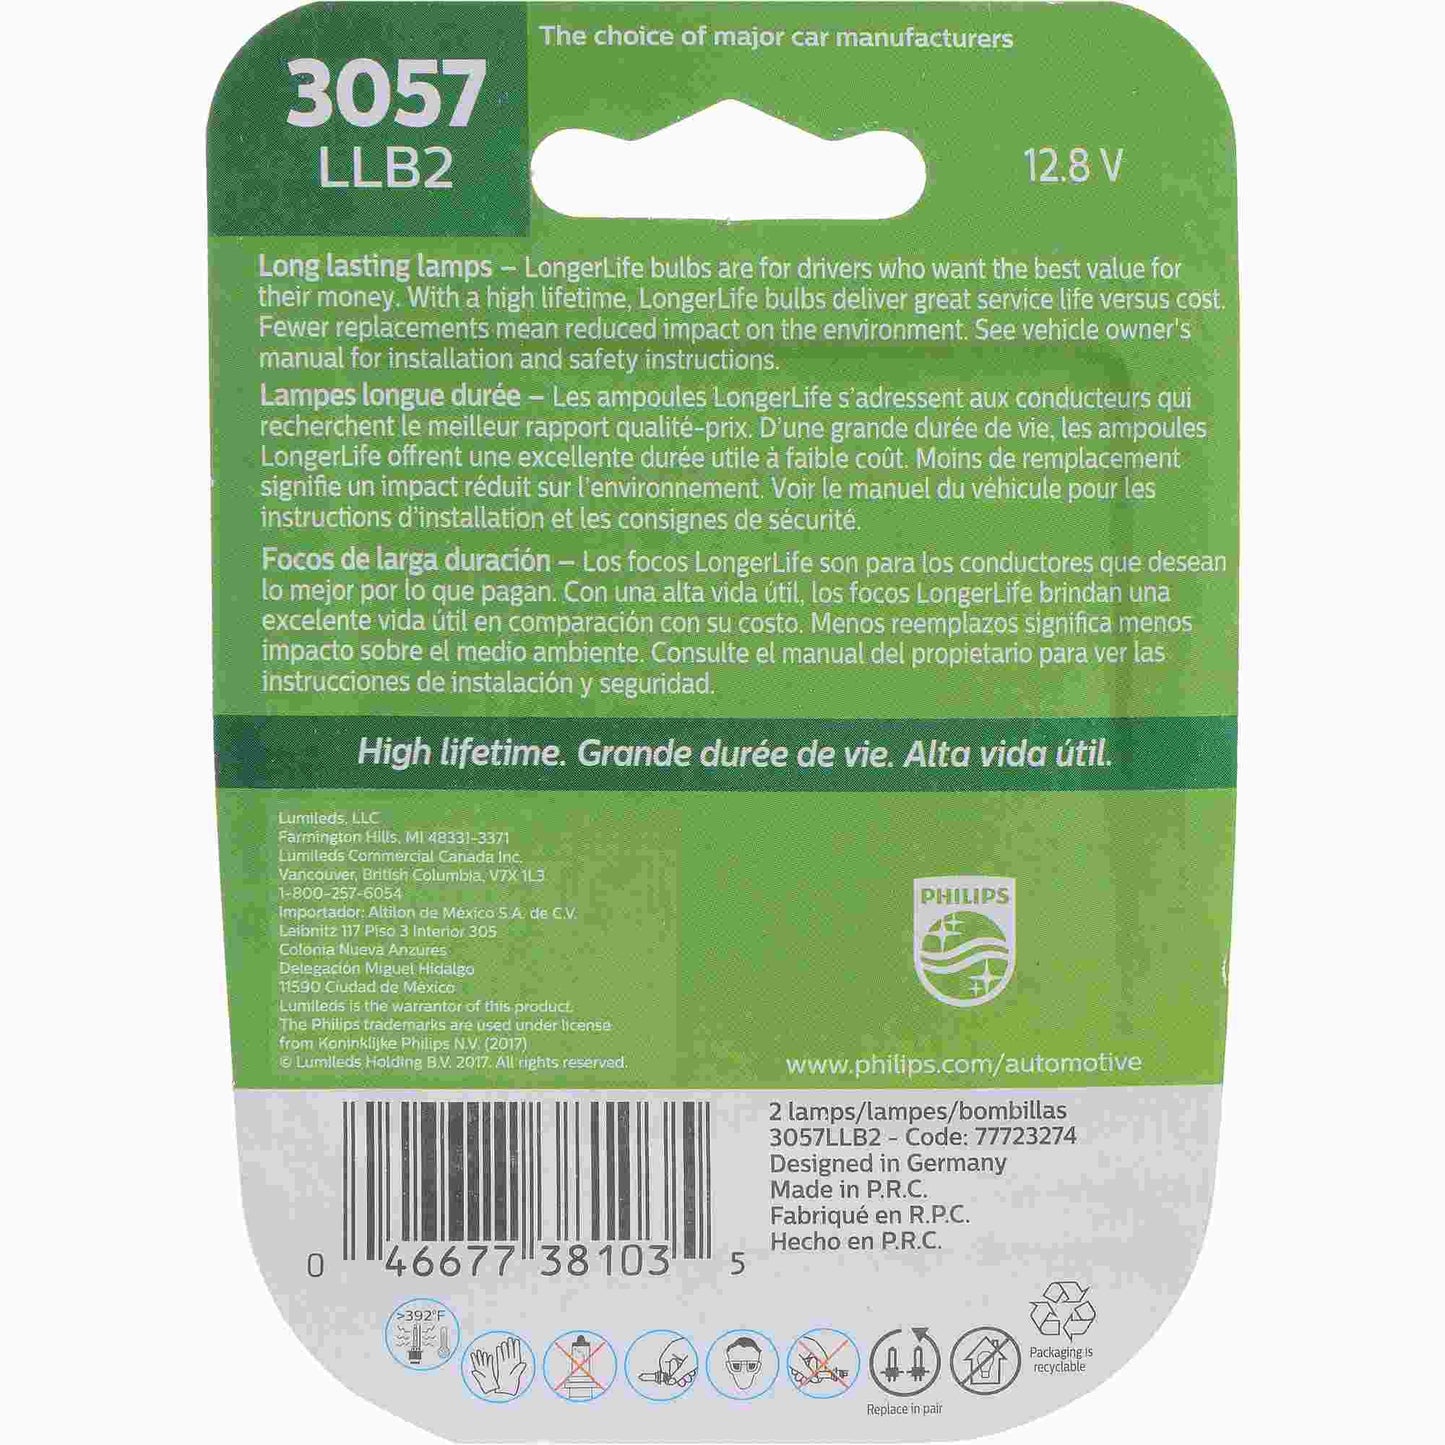 The choice of major car manufacturers
3057
LLB2
12.8 V
Long lasting lamps – LongerLife bulbs are for drivers who want the best value for
their money. With a high lifetime, LongerLife bulbs deliver great service life versus cost.
Fewer replacements mean reduced impact on the environment. See vehicle owner's
manual for installation and safety instructions.
Lampes longue durée – Les ampoules LongerLife s'adressent aux conducteurs qui
recherchent le meilleur rapport qualité-prix. D'une grande durée de vie, les ampoules
LongerLife offrent une excellente durée utile à faible coût. Moins de remplacement
signifie un impact réduit sur l'environnement. Voir le manuel du véhicule pour les
instructions d'installation et les consignes de sécurité.
Focos de larga duración – Los focos LongerLife son para los conductores que desean
lo mejor por lo que pagan. Con una alta vida útil, los focos LongerLife brindan una
excelente vida útil en comparación con su costo. Menos reemplazos significa menos
impacto sobre el medio ambiente. Consulte el manual del propietario para ver las
instrucciones de instalación y seguridad.
High lifetime. Grande durée de vie. Alta vida útil.
Lumileds, LLC
Farmington Hills, MI 48331-3371
Lumileds Commercial Canada Inc.
Vancouver, British Columbia, V7X 1L3
1-800-257-6054
Importador: Altilon de México S.A. de C.V.
Leibnitz 117 Piso 3 Interior 305
Colonia Nueva Anzures
Delegación Miguel Hidalgo
11590 Ciudad de México
Lumileds is the warrantor of this product.
The Philips trademarks are used under license
from Koninklijke Philips N.V. (2017)
© Lumileds Holding B.V. 2017. All rights reserved.
PHILIPS
www.philips.com/automotive
2 lamps/lampes/bombillas
3057LLB2 - Code: 77723274
Designed in Germany
Made in P.R.C.
Fabriqué en R.P.C.
Hecho en P.R.C.
0 46677 38103 5
>392°F
Replace in pair
Packaging is
recyclable